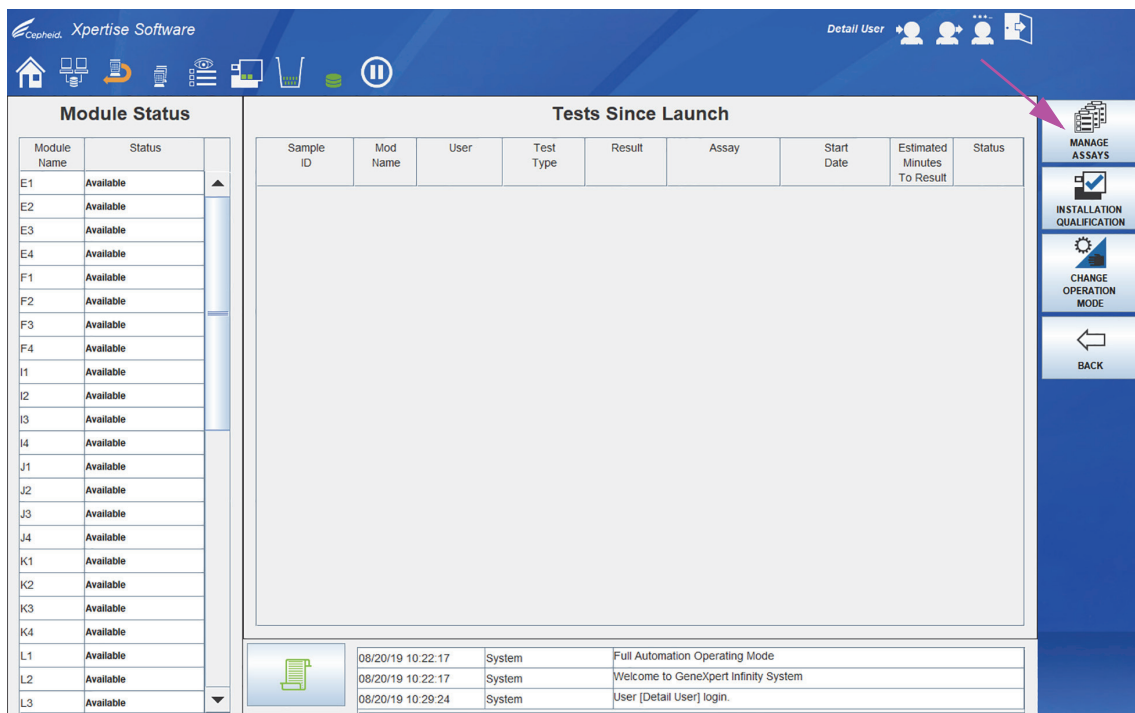 Cepheid. Xpertise Software
Detail User
Module Status
Module Name
Status
E1 Available
E2 Available
E3 Available
E4 Available
F1 Available
F2 Available
F3 Available
F4 Available
I1 Available
I2 Available
I3 Available
I4 Available
J1 Available
J2 Available
J3 Available
J4 Available
K1 Available
K2 Available
K3 Available
K4 Available
L1 Available
L2 Available
L3 Available
Tests Since Launch
Sample ID
Mod Name
User
Test Type
Result
Assay
Start Date
Estimated Minutes To Result
Status
08/20/19 10:22:17 System Full Automation Operating Mode
08/20/19 10:22:17 System Welcome to GeneXpert Infinity System
08/20/19 10:29:24 System User [Detail User] login.
MANAGE
ASSAYS
INSTALLATION
QUALIFICATION
CHANGE
OPERATION
MODE
BACK